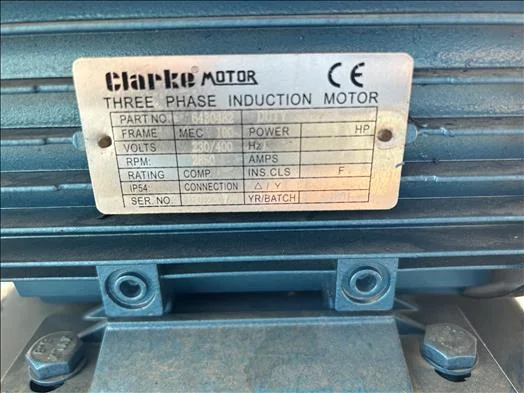 Clarke® MOTOR CE
THREE PHASE INDUCTION MOTOR
PART NO. DUTY
FRAME MEC 100 POWER HP
VOLTS 230/400 Hz
RPM: AMPS
RATING COMP. INS.CLS F
IP54: CONNECTION △/Y
SER.NO. YR/BATCH